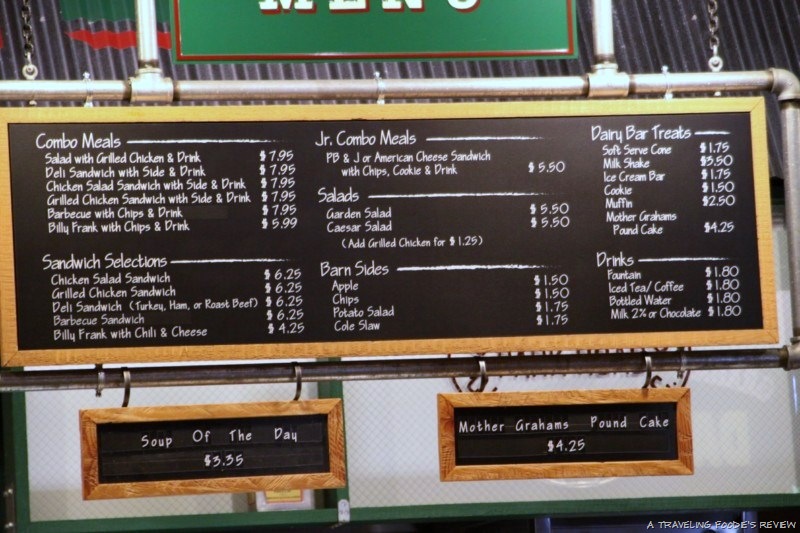 MENU
Combo Meals
Salad with Grilled Chicken & Drink $7.95
Deli Sandwich with Side & Drink $7.95
Chicken Salad Sandwich with Side & Drink $7.95
Grilled Chicken Sandwich with Side & Drink $7.95
Barbecue with Chips & Drink $7.95
Billy Frank with Chips & Drink $5.99
Sandwich Selections
Chicken Salad Sandwich $6.25
Grilled Chicken Sandwich $6.25
Deli Sandwich (Turkey, Ham, or Roast Beef) $6.25
Barbecue Sandwich $6.25
Billy Frank with Chili & Cheese $4.25
Jr. Combo Meals
PB & J or American Cheese Sandwich
with Chips, Cookie & Drink $5.50
Salads
Garden Salad $5.50
Caesar Salad $5.50
(Add Grilled Chicken for $1.25)
Barn Sides
Apple $1.50
Chips $1.50
Potato Salad $1.75
Cole Slaw $1.75
Dairy Bar Treats
Soft Serve Cone $1.75
Milk Shake $3.50
Ice Cream Bar $1.75
Cookie $1.50
Muffin $2.50
Mother Grahams
Pound Cake $4.25
Drinks
Fountain $1.80
Iced Tea/ Coffee $1.80
Bottled Water $1.80
Milk 2% or Chocolate $1.80
Soup Of The Day
$3.35
Mother Grahams Pound Cake
$4.25
A TRAVELING FOODIE'S REVIEW